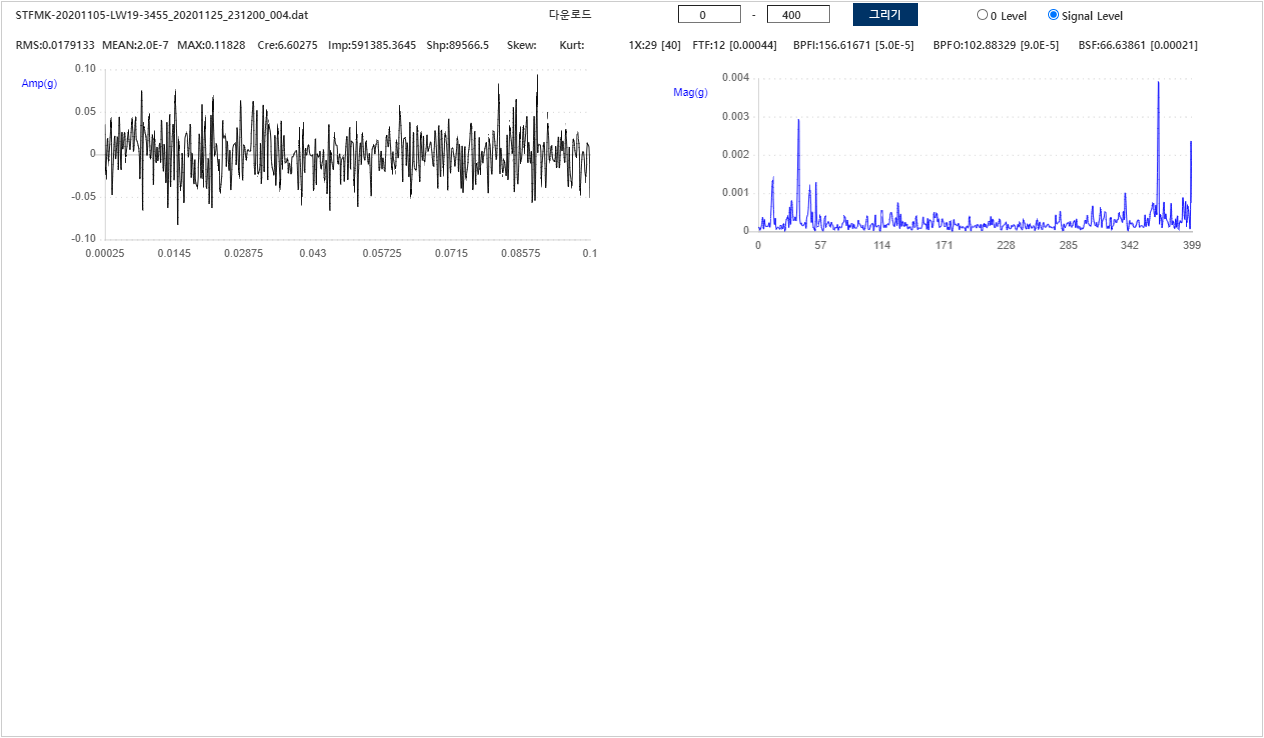 STFMK-20201105-LW19-3455_20201125_231200_004.dat 다운로드 0 - 400 그리기 0 Level Signal Level
RMS:0.0179133 MEAN:2.0E-7 MAX:0.11828 Cre:6.60275 Imp:591385.3645 Shp:89566.5 Skew: Kurt: 1X:29 [40] FTF:12 [0.00044] BPFI:156.61671 [5.0E-5] BPFO:102.88329 [9.0E-5] BSF:66.63861 [0.00021]
Amp(g)
0.10
0.05
0
-0.05
-0.10
0.00025 0.0145 0.02875 0.043 0.05725 0.0715 0.08575 0.1
Mag(g)
0.004
0.003
0.002
0.001
0
0 57 114 171 228 285 342 399